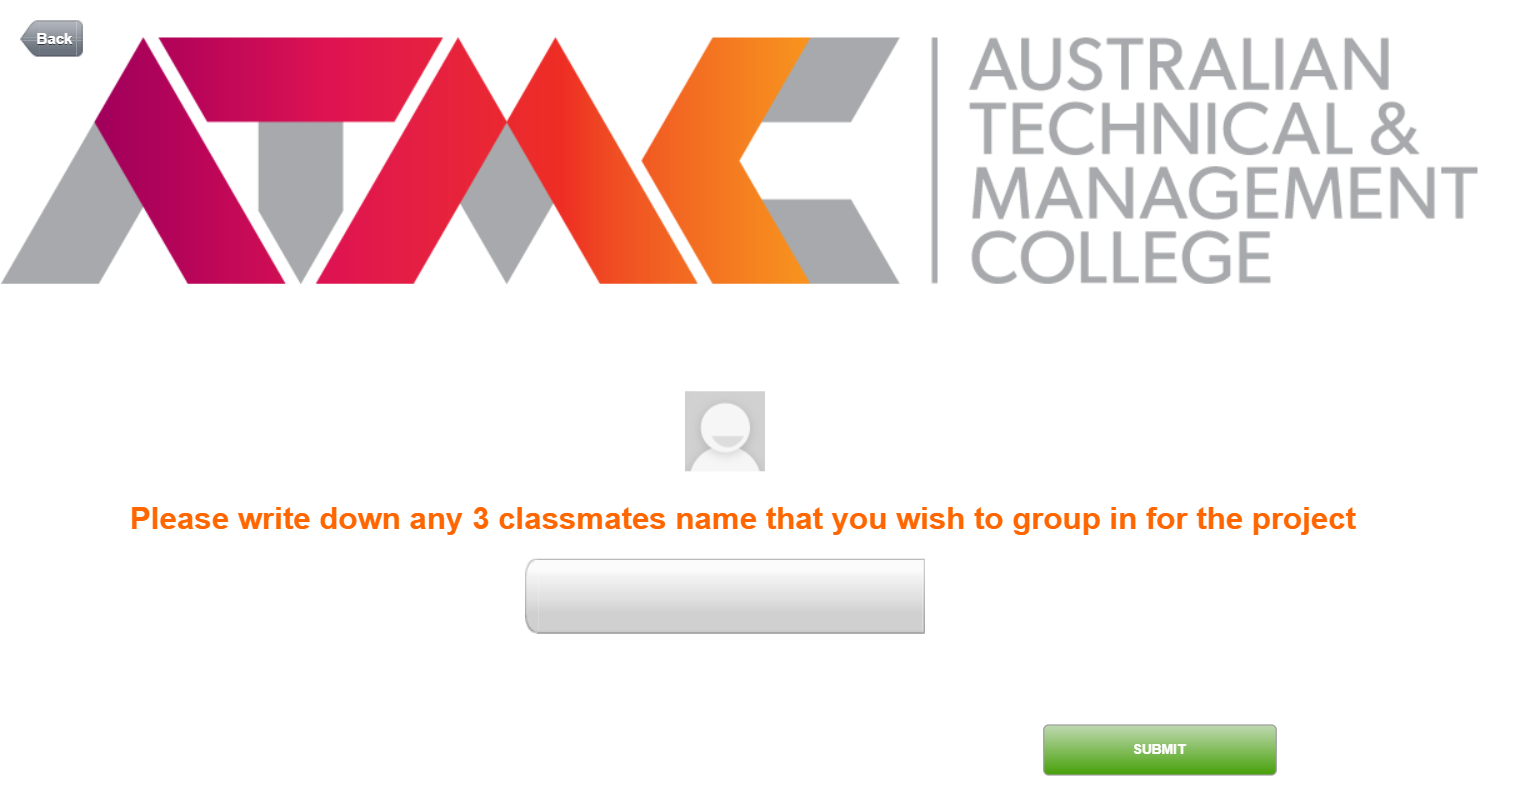 Back
ATMC
AUSTRALIAN
TECHNICAL &
MANAGEMENT
COLLEGE
Please write down any 3 classmates name that you wish to group in for the project
SUBMIT